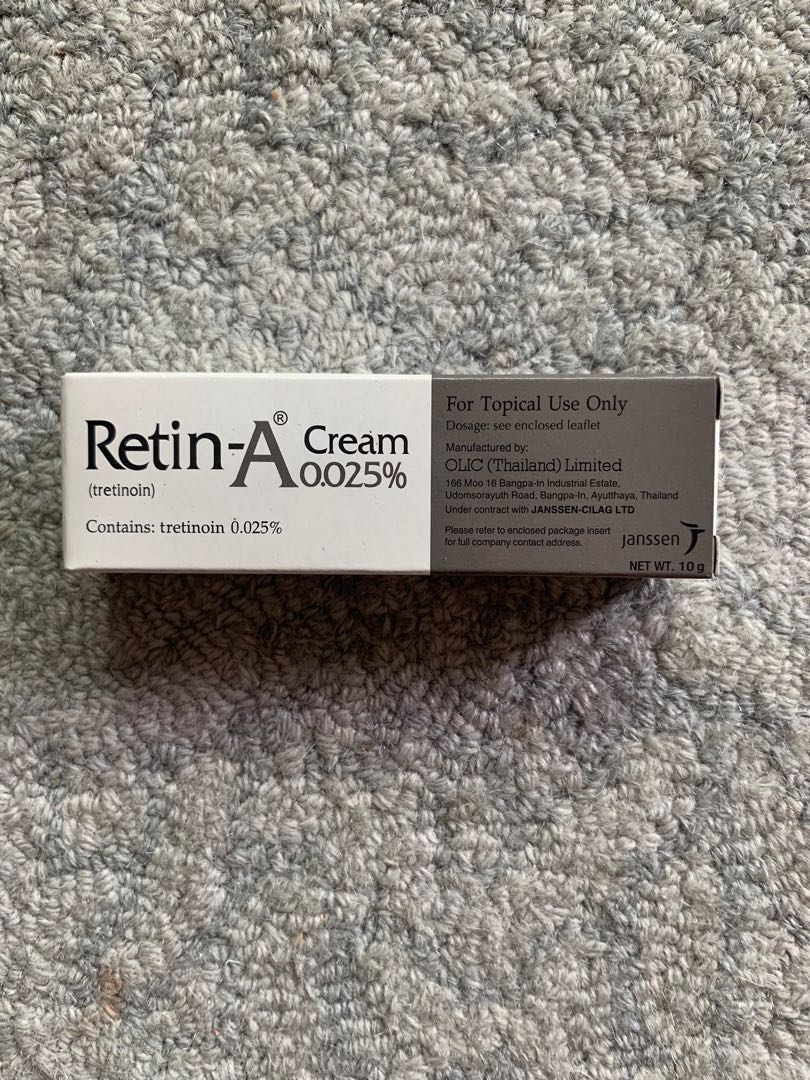 Retin-A® Cream
0.025%
(tretinoin)
Contains: tretinoin 0.025%
For Topical Use Only
Dosage: see enclosed leaflet
Manufactured by:
OLIC (Thailand) Limited
166 Moo 16 Bangpa-In Industrial Estate,
Udomsorayuth Road, Bangpa-In, Ayutthaya, Thailand
Under contract with JANSSEN-CILAG LTD
Please refer to enclosed package insert
for full company contact address.
janssen
NET WT. 10 g